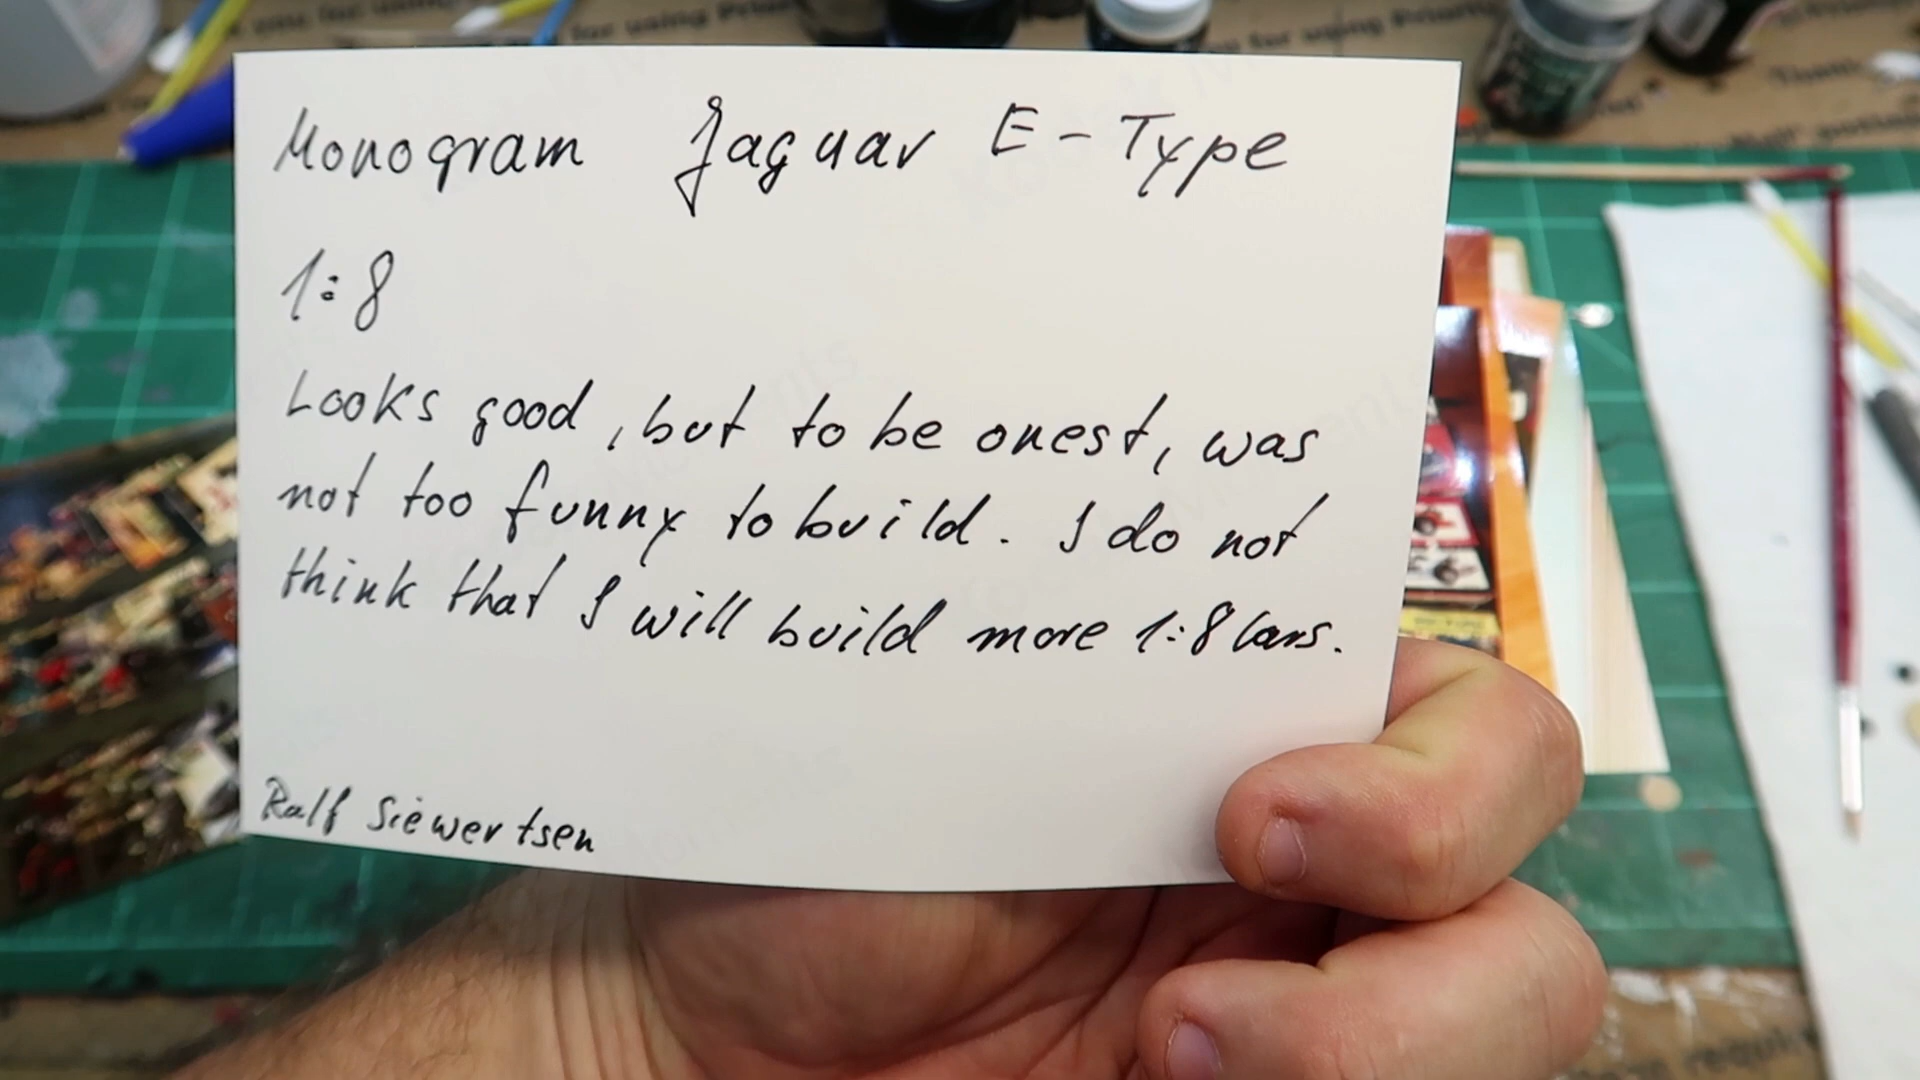 Monogram Jaguar E-Type
1:8
Looks good, but to be onest, was
not too funny to build. I do not
think that I will build more 1:8 cars.
Ralf Siewertsen